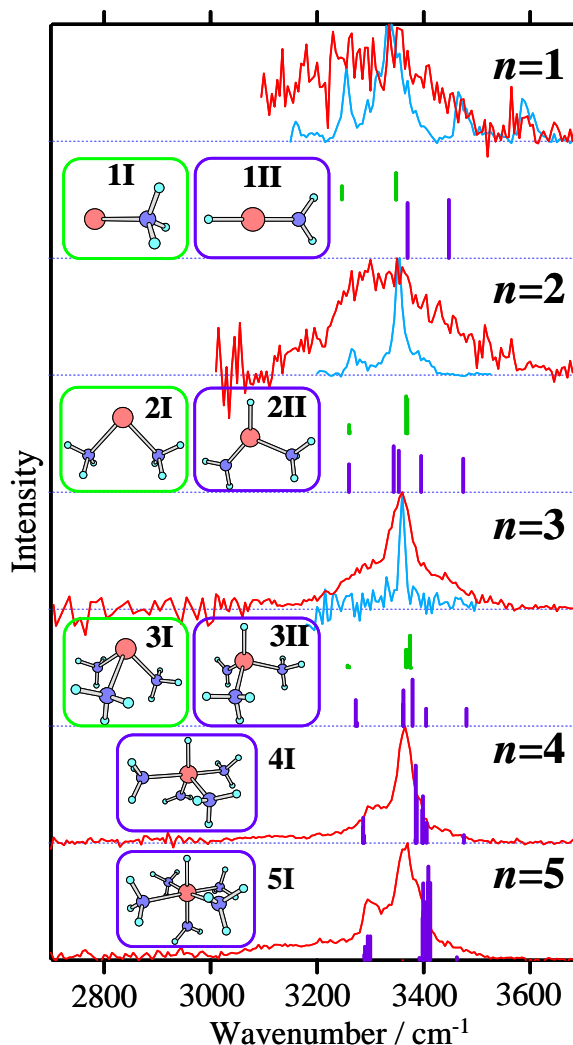 n=1
1I
1II
n=2
2I
2II
Intensity
n=3
3I
3II
n=4
4I
n=5
5I
2800
3000
3200
3400
3600
Wavenumber / cm-1